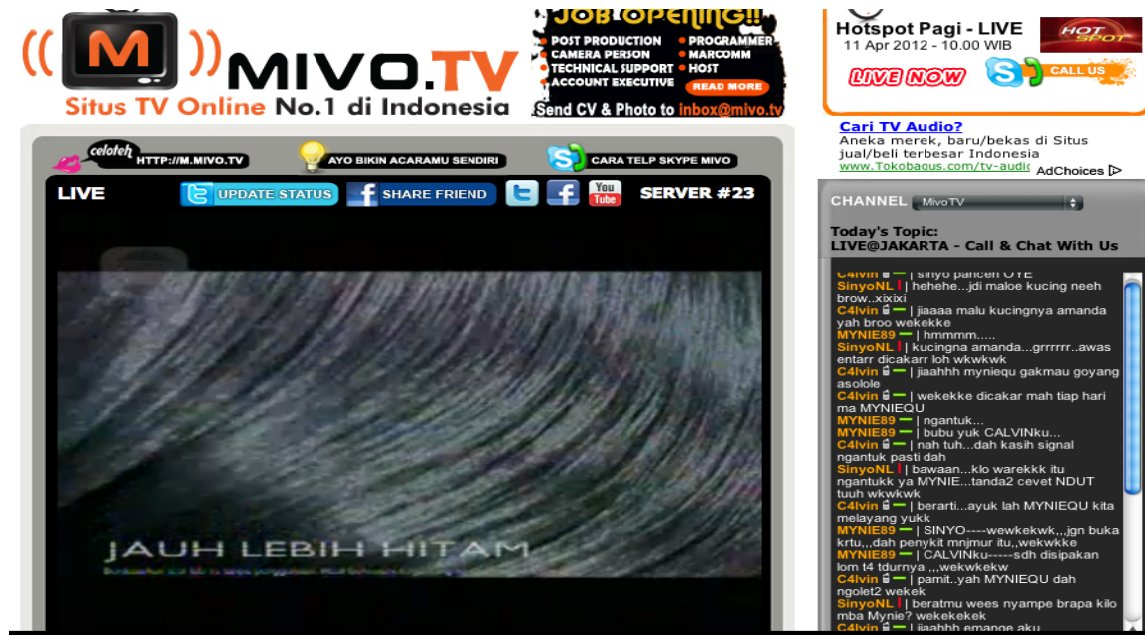 M MIVO.TV
Situs TV Online No.1 di Indonesia
JOB OPENING!!
POST PRODUCTION
CAMERA PERSON
TECHNICAL SUPPORT
ACCOUNT EXECUTIVE
PROGRAMMER
MARCOMM
HOST
READ MORE
Send CV & Photo to inbox@mivo.tv
Hotspot Pagi - LIVE
11 Apr 2012 - 10.00 WIB
HOT SPOT
LIVE NOW
CALL US
Cari TV Audio?
Aneka merek, baru/bekas di Situs
jual/beli terbesar Indonesia
www.Tokobagus.com/tv-audio
AdChoices
celoteh HTTP://M.MIVO.TV
AYO BIKIN ACARAMU SENDIRI
CARA TELP SKYPE MIVO
LIVE
UPDATE STATUS
SHARE FRIEND
You Tube
SERVER #23
JAUH LEBIH HITAM
CHANNEL MivoTV
Today's Topic:
LIVE@JAKARTA - Call & Chat With Us
C4lvin | sinyo pancen OYE
SinyoNL | hehehe...jdi maloe kucing neeh
brow..xixixi
C4lvin | jiaaaa malu kucingnya amanda
yah broo wekekke
MYNIE89 | hmmmm.....
SinyoNL | kucingna amanda...grrrrrr..awas
entarr dicakarr loh wkwkwk
C4lvin | jiaahhh myniequ gakmau goyang
asolole
C4lvin | wekekke dicakar mah tiap hari
ma MYNIEQU
MYNIE89 | ngantuk...
MYNIE89 | bubu yuk CALVINku...
C4lvin | nah tuh...dah kasih signal
ngantuk pasti dah
SinyoNL | bawaan...klo warekkk itu
ngantukk ya MYNIE...tanda2 cevet NDUT
tuuh wkwkwk
C4lvin | berarti...ayuk lah MYNIEQU kita
melayang yukk
MYNIE89 | SINYO----wewkekwk,,,jgn buka
krtu,,,dah penykit mnjmur itu,,wekwkke
MYNIE89 | CALVINku-----sdh disipakan
lom t4 tdurnya ,,,wekwkekw
C4lvin | pamit..yah MYNIEQU dah
ngolet2 wekek
SinyoNL | beratmu wees nyampe brapa kilo
mba Mynie? wekekekek
C4lvin | jiaahhh emange aku